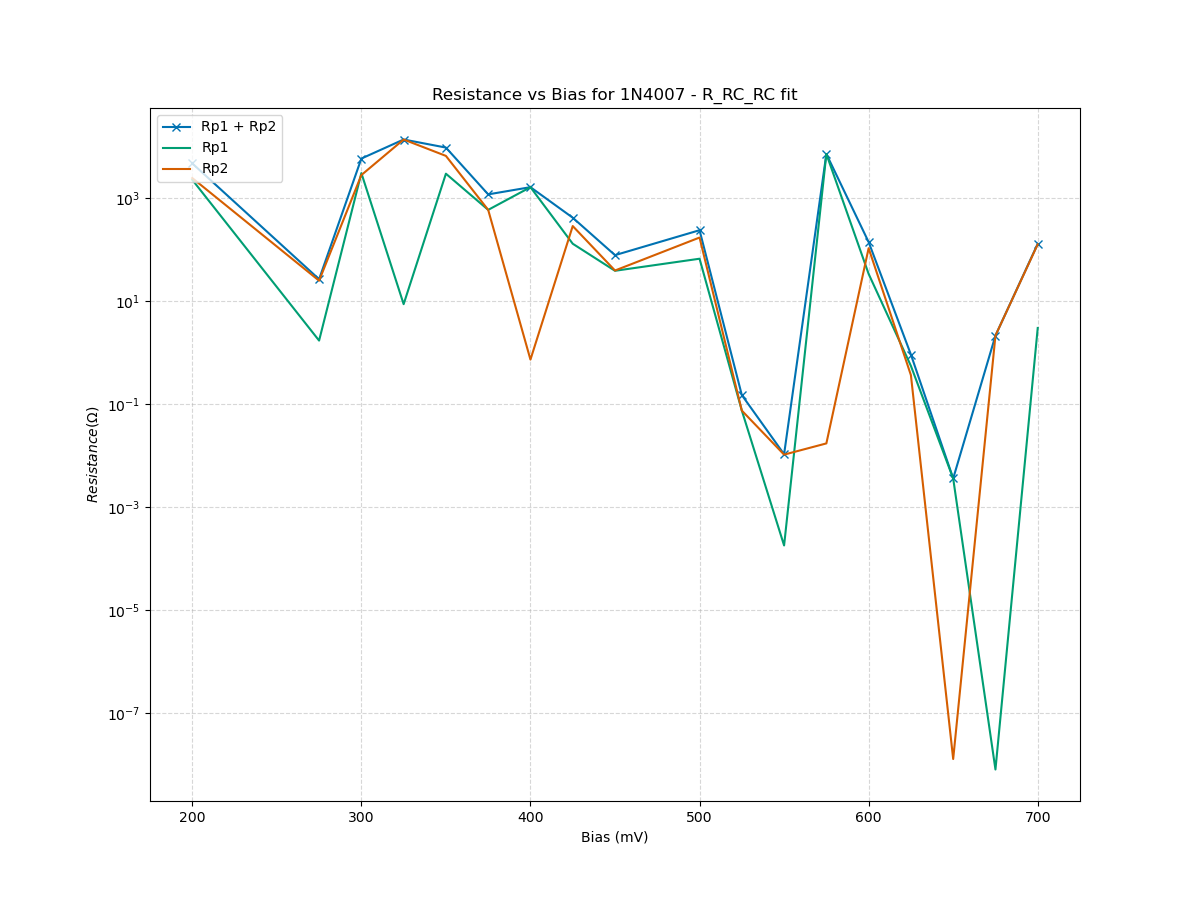 Resistance vs Bias for 1N4007 - R_RC_RC fit
Rp1 + Rp2
Rp1
Rp2
10³
10¹
10⁻¹
10⁻³
10⁻⁵
10⁻⁷
Resistance(Ω)
200 300 400 500 600 700
Bias (mV)